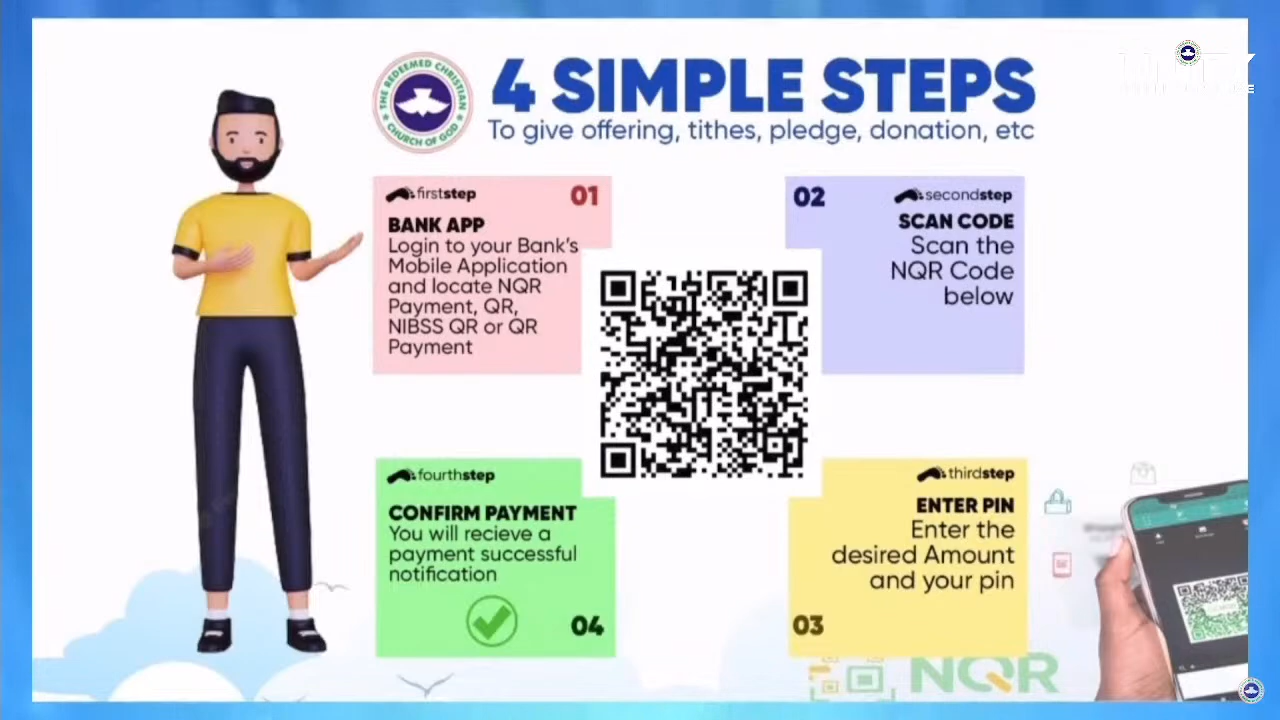 THE REDEEMED CHRISTIAN
CHURCH OF GOD
4 SIMPLE STEPS
To give offering, tithes, pledge, donation, etc
firststep
01
BANK APP
Login to your Bank's
Mobile Application
and locate NQR
Payment, QR,
NIBSS QR or QR
Payment
02
secondstep
SCAN CODE
Scan the
NQR Code
below
thirdstep
ENTER PIN
Enter the
desired Amount
and your pin
03
fourthstep
CONFIRM PAYMENT
You will recieve a
payment successful
notification
04
NQR